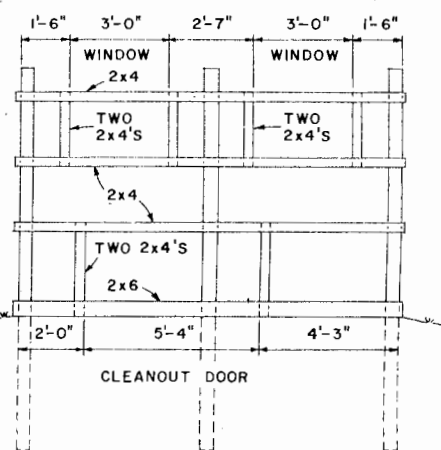 1'-6" 3'-0" 2'-7" 3'-0" 1'-6"
WINDOW WINDOW
2x4
TWO
2x4'S
TWO
2x4'S
2x4
TWO 2x4'S
2x6
2'-0" 5'-4" 4'-3"
CLEANOUT DOOR